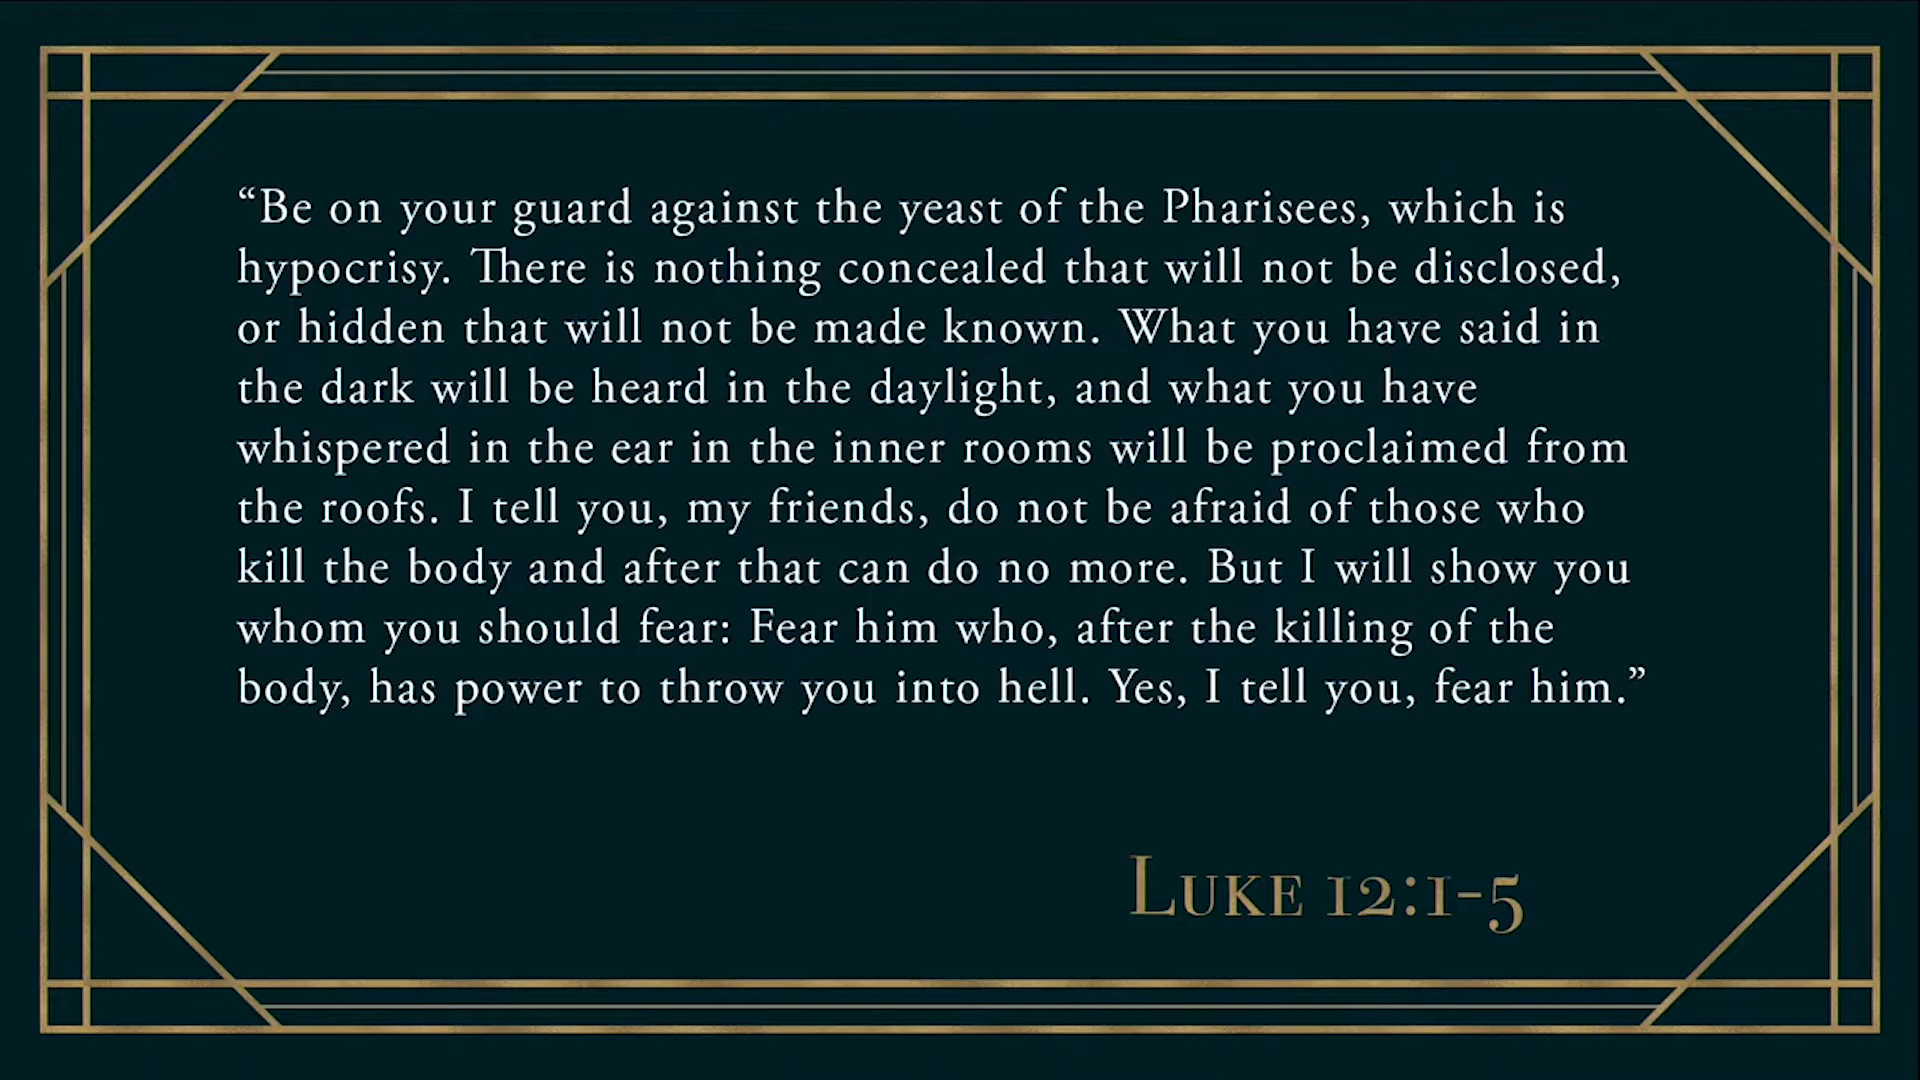 “Be on your guard against the yeast of the Pharisees, which is
hypocrisy. There is nothing concealed that will not be disclosed,
or hidden that will not be made known. What you have said in
the dark will be heard in the daylight, and what you have
whispered in the ear in the inner rooms will be proclaimed from
the roofs. I tell you, my friends, do not be afraid of those who
kill the body and after that can do no more. But I will show you
whom you should fear: Fear him who, after the killing of the
body, has power to throw you into hell. Yes, I tell you, fear him.”
Luke 12:1-5